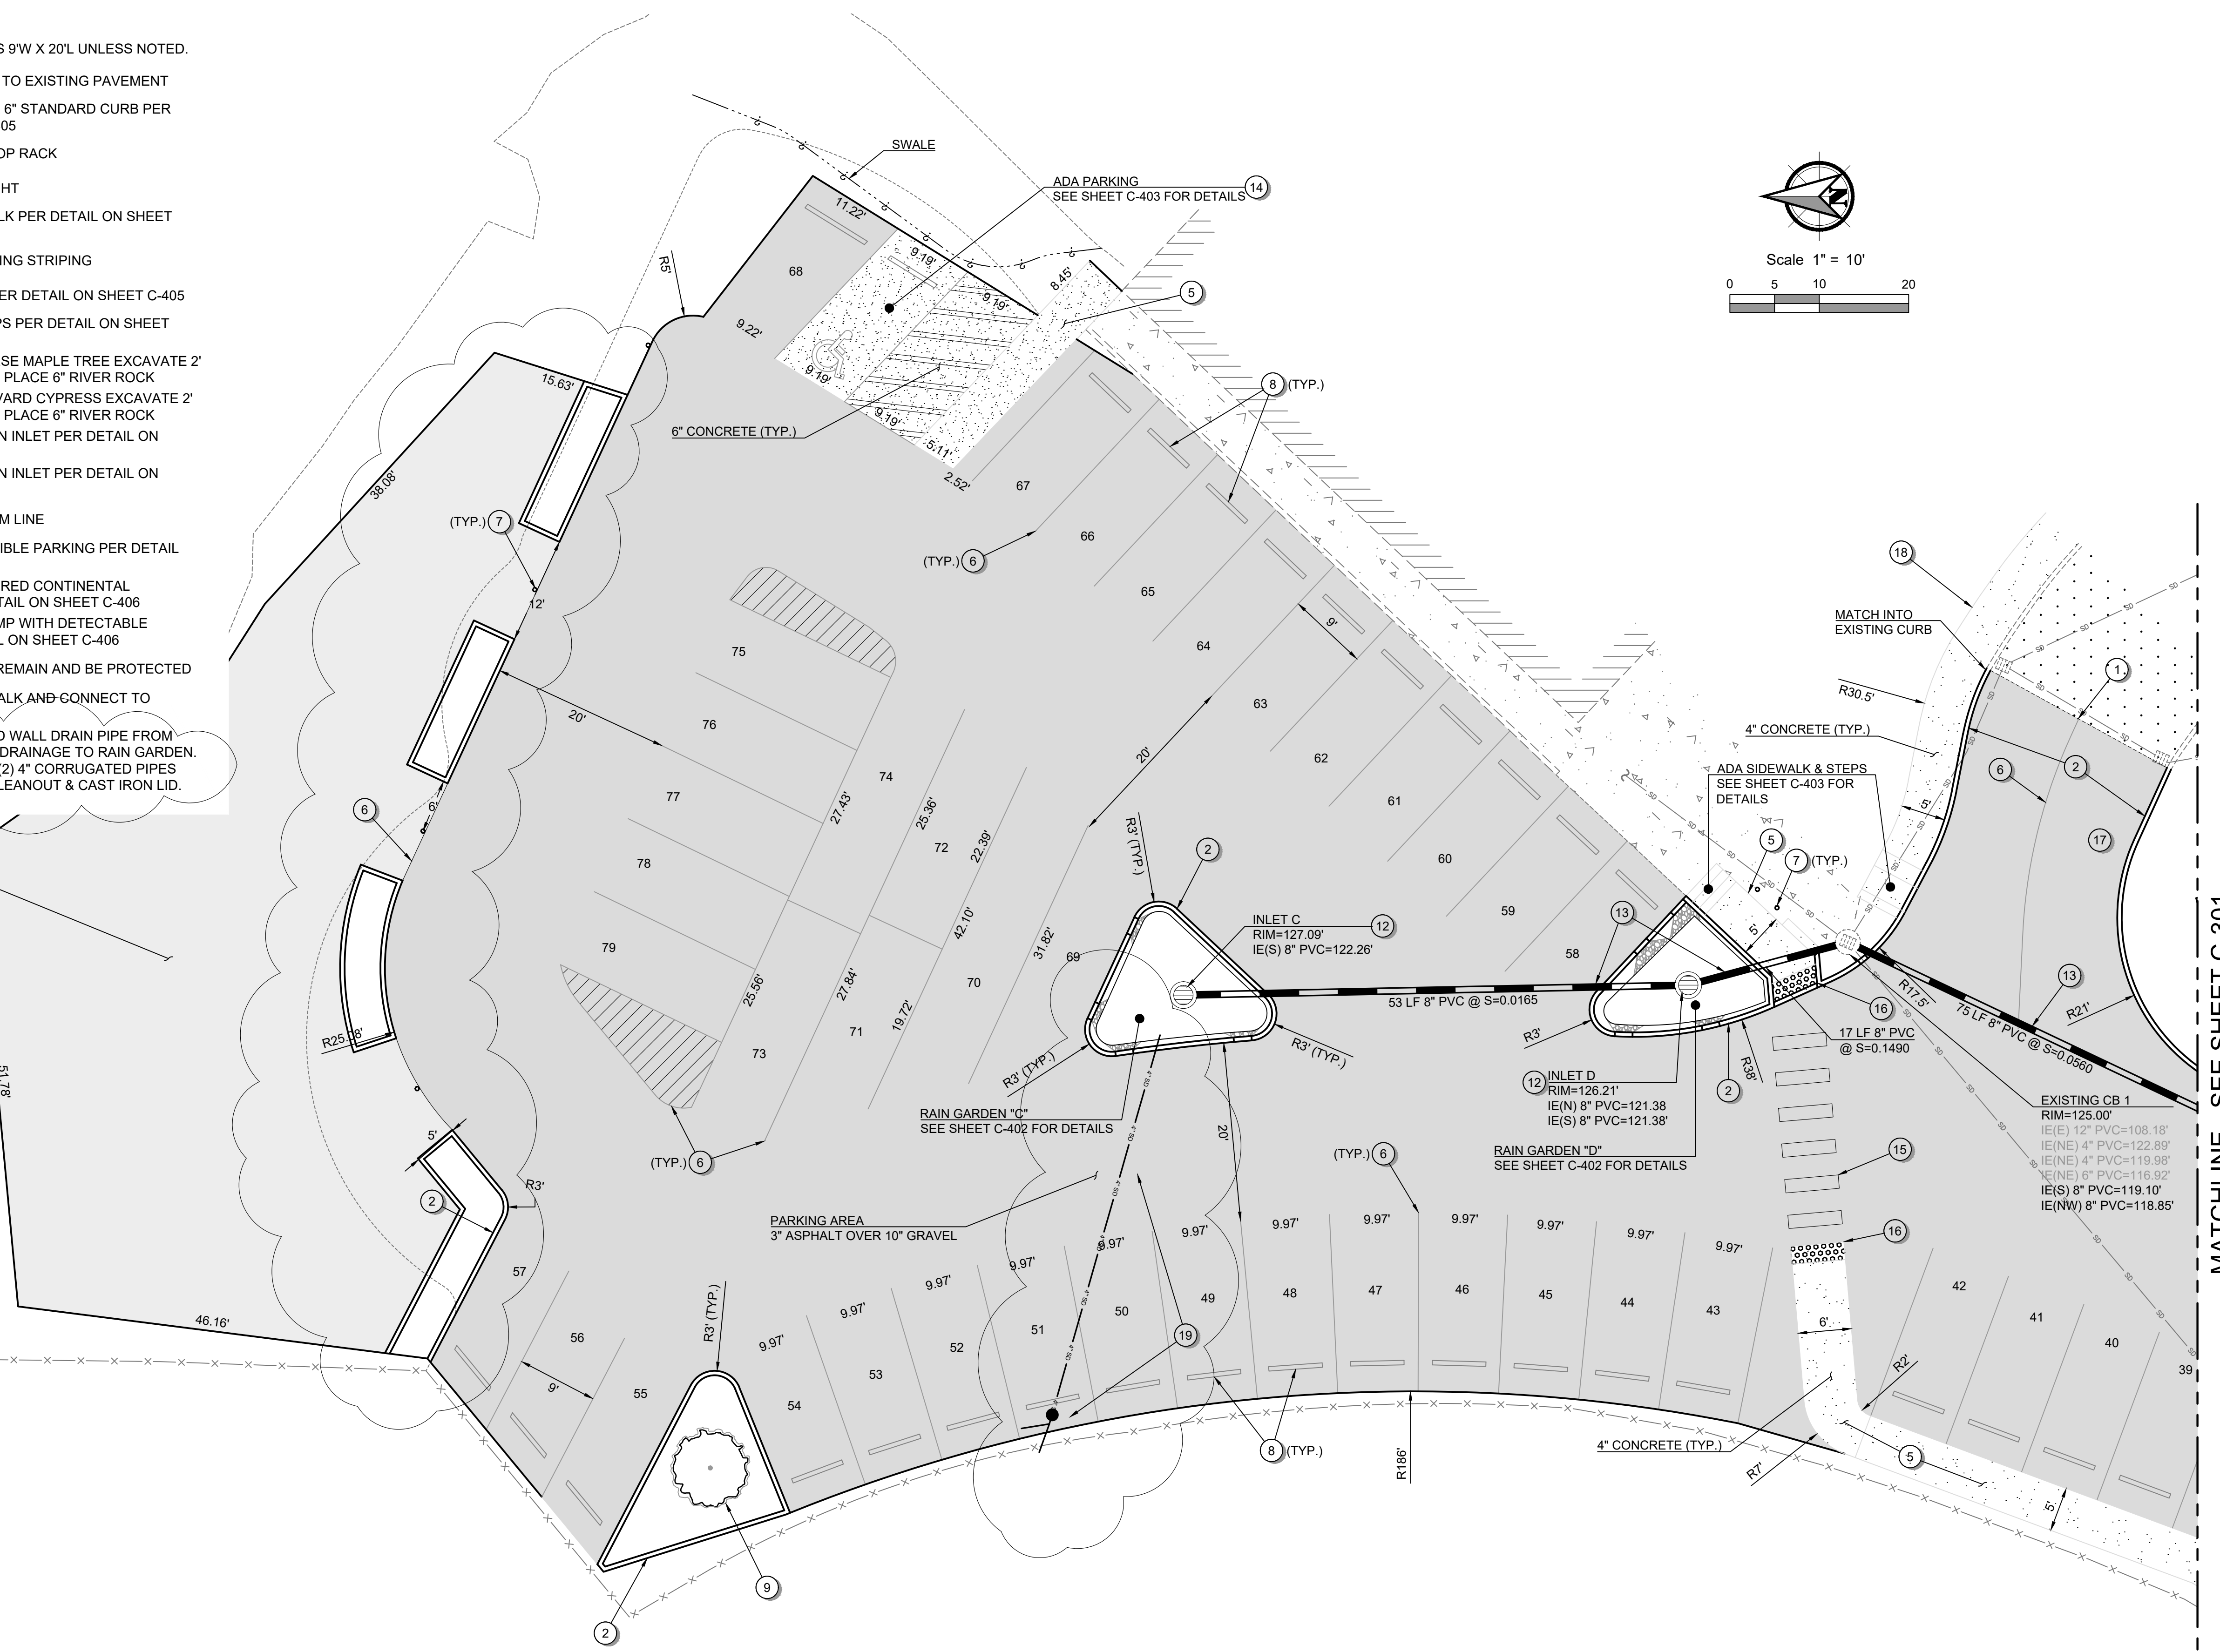 S 9'W X 20'L UNLESS NOTED.
TO EXISTING PAVEMENT
6" STANDARD CURB PER
05
OP RACK
HT
LK PER DETAIL ON SHEET
ING STRIPING
ER DETAIL ON SHEET C-405
PS PER DETAIL ON SHEET
SE MAPLE TREE EXCAVATE 2'
PLACE 6" RIVER ROCK
VARD CYPRESS EXCAVATE 2'
PLACE 6" RIVER ROCK
N INLET PER DETAIL ON
N INLET PER DETAIL ON
M LINE
IBLE PARKING PER DETAIL
RED CONTINENTAL
TAIL ON SHEET C-406
MP WITH DETECTABLE
L ON SHEET C-406
REMAIN AND BE PROTECTED
ALK AND CONNECT TO
D WALL DRAIN PIPE FROM
DRAINAGE TO RAIN GARDEN.
(2) 4" CORRUGATED PIPES
LEANOUT & CAST IRON LID.
SWALE
ADA PARKING
SEE SHEET C-403 FOR DETAILS
14
N
Scale 1" = 10'
0 5 10 20
11.22'
R5'
68
9.19'
9.19'
8.45'
5
9.22'
9.19'
9.19'
5.11'
2.52'
6" CONCRETE (TYP.)
8 (TYP.)
15.63'
38.08'
(TYP.) 7
12'
67
(TYP.) 6
66
65
64
9'
63
62
61
60
59
58
20'
20'
75
76
77
78
79
74
72
73
71
70
69
27.43'
25.36'
22.39'
42.10'
31.82'
25.56'
27.84'
19.72'
6'
6
R25.08'
5'
R3'
2
51.78'
46.16'
(TYP.) 6
R3' (TYP.)
2
INLET C
RIM=127.09'
IE(S) 8" PVC=122.26'
12
53 LF 8" PVC @ S=0.0165
R3' (TYP.)
R3' (TYP.)
RAIN GARDEN "C"
SEE SHEET C-402 FOR DETAILS
4" SD
4" SD
4" SD
4" SD
4" SD
PARKING AREA
3" ASPHALT OVER 10" GRAVEL
20'
19
18
MATCH INTO
EXISTING CURB
R30.5'
4" CONCRETE (TYP.)
ADA SIDEWALK & STEPS
SEE SHEET C-403 FOR
DETAILS
1
6
2
5'
17
5
7 (TYP.)
13
5'
R3'
13
16
R17.5'
R21'
75 LF 8" PVC @ S=0.0560
17 LF 8" PVC
@ S=0.1490
R38'
2
12
INLET D
RIM=126.21'
IE(N) 8" PVC=121.38
IE(S) 8" PVC=121.38'
RAIN GARDEN "D"
SEE SHEET C-402 FOR DETAILS
EXISTING CB 1
RIM=125.00'
IE(E) 12" PVC=108.18'
IE(NE) 4" PVC=122.89'
IE(NE) 4" PVC=119.98'
IE(NE) 6" PVC=116.92'
IE(S) 8" PVC=119.10'
IE(NW) 8" PVC=118.85'
15
16
(TYP.) 6
57
56
55
9'
R3' (TYP.)
9.97'
9.97'
9.97'
9.97'
9.97'
9.97'
9.97'
9.97'
9.97'
9.97'
9.97'
9.97'
54
53
52
51
50
49
48
47
46
45
44
43
42
41
40
39
6'
R2'
4" CONCRETE (TYP.)
R7'
5
5'
8 (TYP.)
R186'
9
2
SD
SD
SD
SD
MATCHLINE - SEE SHEET C-301